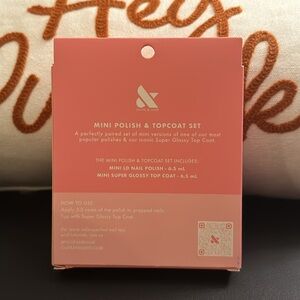 Hey
&
MINI POLISH & TOPCOAT SET
A perfectly paired set of mini versions of one of our most
popular polishes & our iconic Super Glossy Top Coat.
THE MINI POLISH & TOPCOAT SET INCLUDES:
MINI LD NAIL POLISH - 6.5 mL
MINI SUPER GLOSSY TOP COAT - 6.5 mL
HOW TO USE:
Apply 2-3 coats of the polish to prepped nails.
Top with Super Glossy Top Coat.